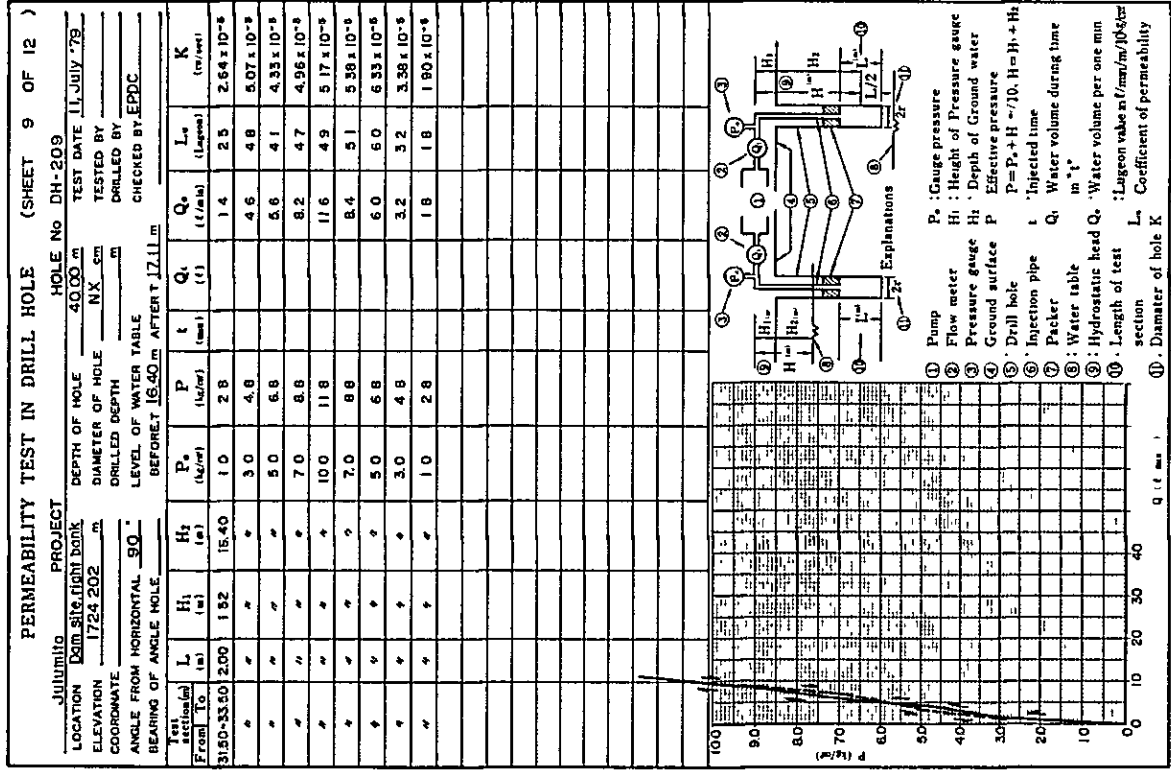 PERMEABILITY TEST IN DRILL HOLE (SHEET 9 OF 12 )
Julumito PROJECT HOLE No DH-209
LOCATION Dam site, right bank DEPTH OF HOLE 40.00 m TEST DATE 11, July '79
ELEVATION 1724 202 m DIAMETER OF HOLE NX cm TESTED BY
COORDINATE DRILLED DEPTH m DRILLED BY
ANGLE FROM HORIZONTAL 90° LEVEL OF WATER TABLE CHECKED BY EPDC
BEARING OF ANGLE HOLE BEFORE.T 16.40 m AFTER T 17.11 m
Test section(m) From To L (m) H₁ (m) H₂ (m) P₀ (kg/cm²) P (kg/cm²) t (min) Qₜ (ℓ) Q₀ (ℓ/min) Lu (Lugeon) K (cm/sec)
31.50~33.50 2.00 1 52 16.40 1 0 2 8 1 4 2 5 2.64 x 10⁻⁵
〃 〃 〃 〃 3 0 4.8 4 6 4 8 5.07 x 10⁻⁵
〃 〃 〃 〃 5 0 6.8 5.6 4 1 4.33 x 10⁻⁵
〃 〃 〃 〃 7 0 8.8 8.2 4 7 4.96 x 10⁻⁵
〃 〃 〃 〃 10 0 11 8 11 6 4 9 5 17 x 10⁻⁵
〃 〃 〃 〃 7.0 8 8 8.4 5 1 5 38 x 10⁻⁵
〃 〃 〃 〃 5 0 6 8 6 0 6 0 6 33 x 10⁻⁵
〃 〃 〃 〃 3.0 4 8 3.2 3 2 3.38 x 10⁻⁵
〃 〃 〃 〃 1 0 2 8 1 8 1 8 1 90 x 10⁻⁵
P (kg/cm²)
10.0
9.0
8.0
7.0
6.0
5.0
4.0
3.0
2.0
1.0
0
0 10 20 30 40
Explanations
① Pump
② Flow meter
③ Pressure gauge
④ Ground surface
⑤ Drill hole
⑥ Injection pipe
⑦ Packer
⑧ : Water table
⑨ : Hydrostatic head
⑩ . Length of test section
⑪ . Diamater of hole
P₀ : Gauge pressure
H₁ : Height of Pressure gauge
H₂ Depth of Ground water
P Effective pressure
P=P₀+H /10, H=H₁+H₂
t Injected time
Qₜ Water volume during time in "t"
Q₀ Water volume per one min
Lu : Lugeon value
K Coefficient of permeability